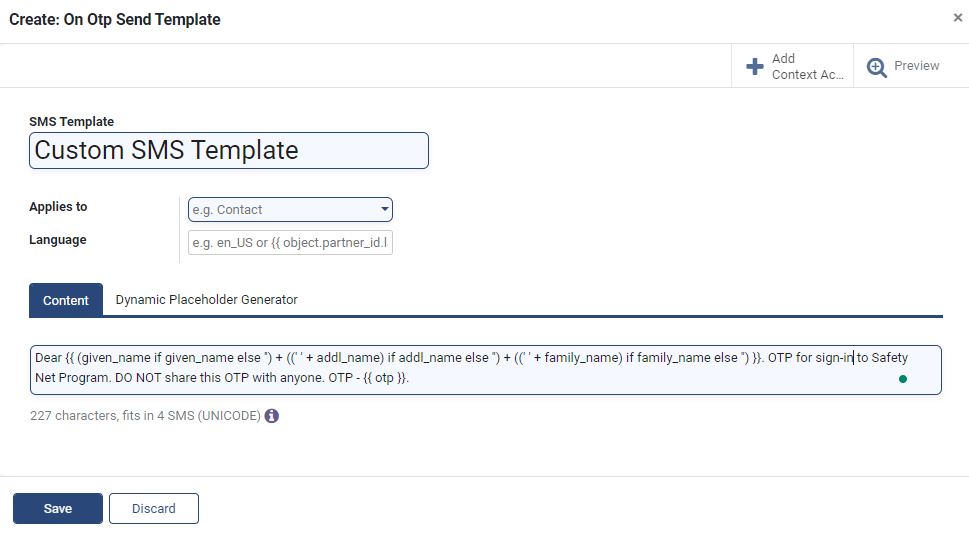 Create: On Otp Send Template
×
Add
Context Ac...
Preview
SMS Template
Custom SMS Template
Applies to
e.g. Contact
Language
e.g. en_US or {{ object.partner_id.l
Content
Dynamic Placeholder Generator
Dear {{ (given_name if given_name else '') + ((' ' + addl_name) if addl_name else '') + ((' ' + family_name) if family_name else '') }}. OTP for sign-in to Safety
Net Program. DO NOT share this OTP with anyone. OTP - {{ otp }}.
227 characters, fits in 4 SMS (UNICODE)
Save
Discard